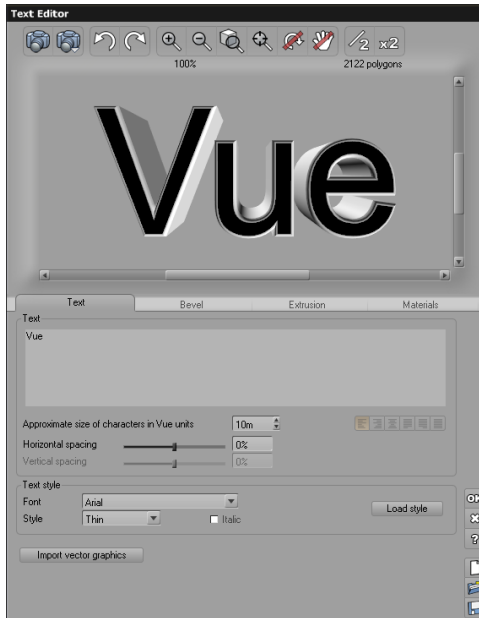 Text Editor
/2 x2
100% 2122 polygons
Vue
Text Bevel Extrusion Materials
Text
Vue
Approximate size of characters in Vue units 10m
Horizontal spacing 0%
Vertical spacing 0%
Text style
Font Arial
Load style
Style Thin Italic
Import vector graphics
?